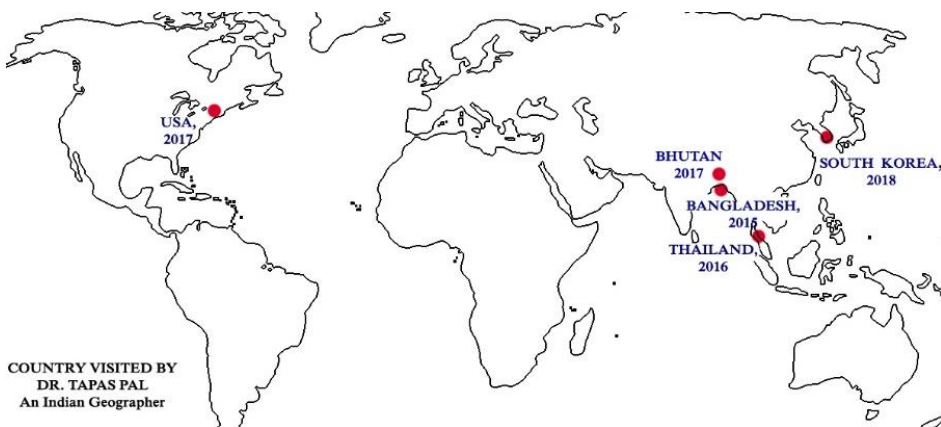 USA,
2017
BHUTAN
2017
SOUTH KOREA,
2018
BANGLADESH,
2015
THAILAND,
2016
COUNTRY VISITED BY
DR. TAPAS PAL
An Indian Geographer